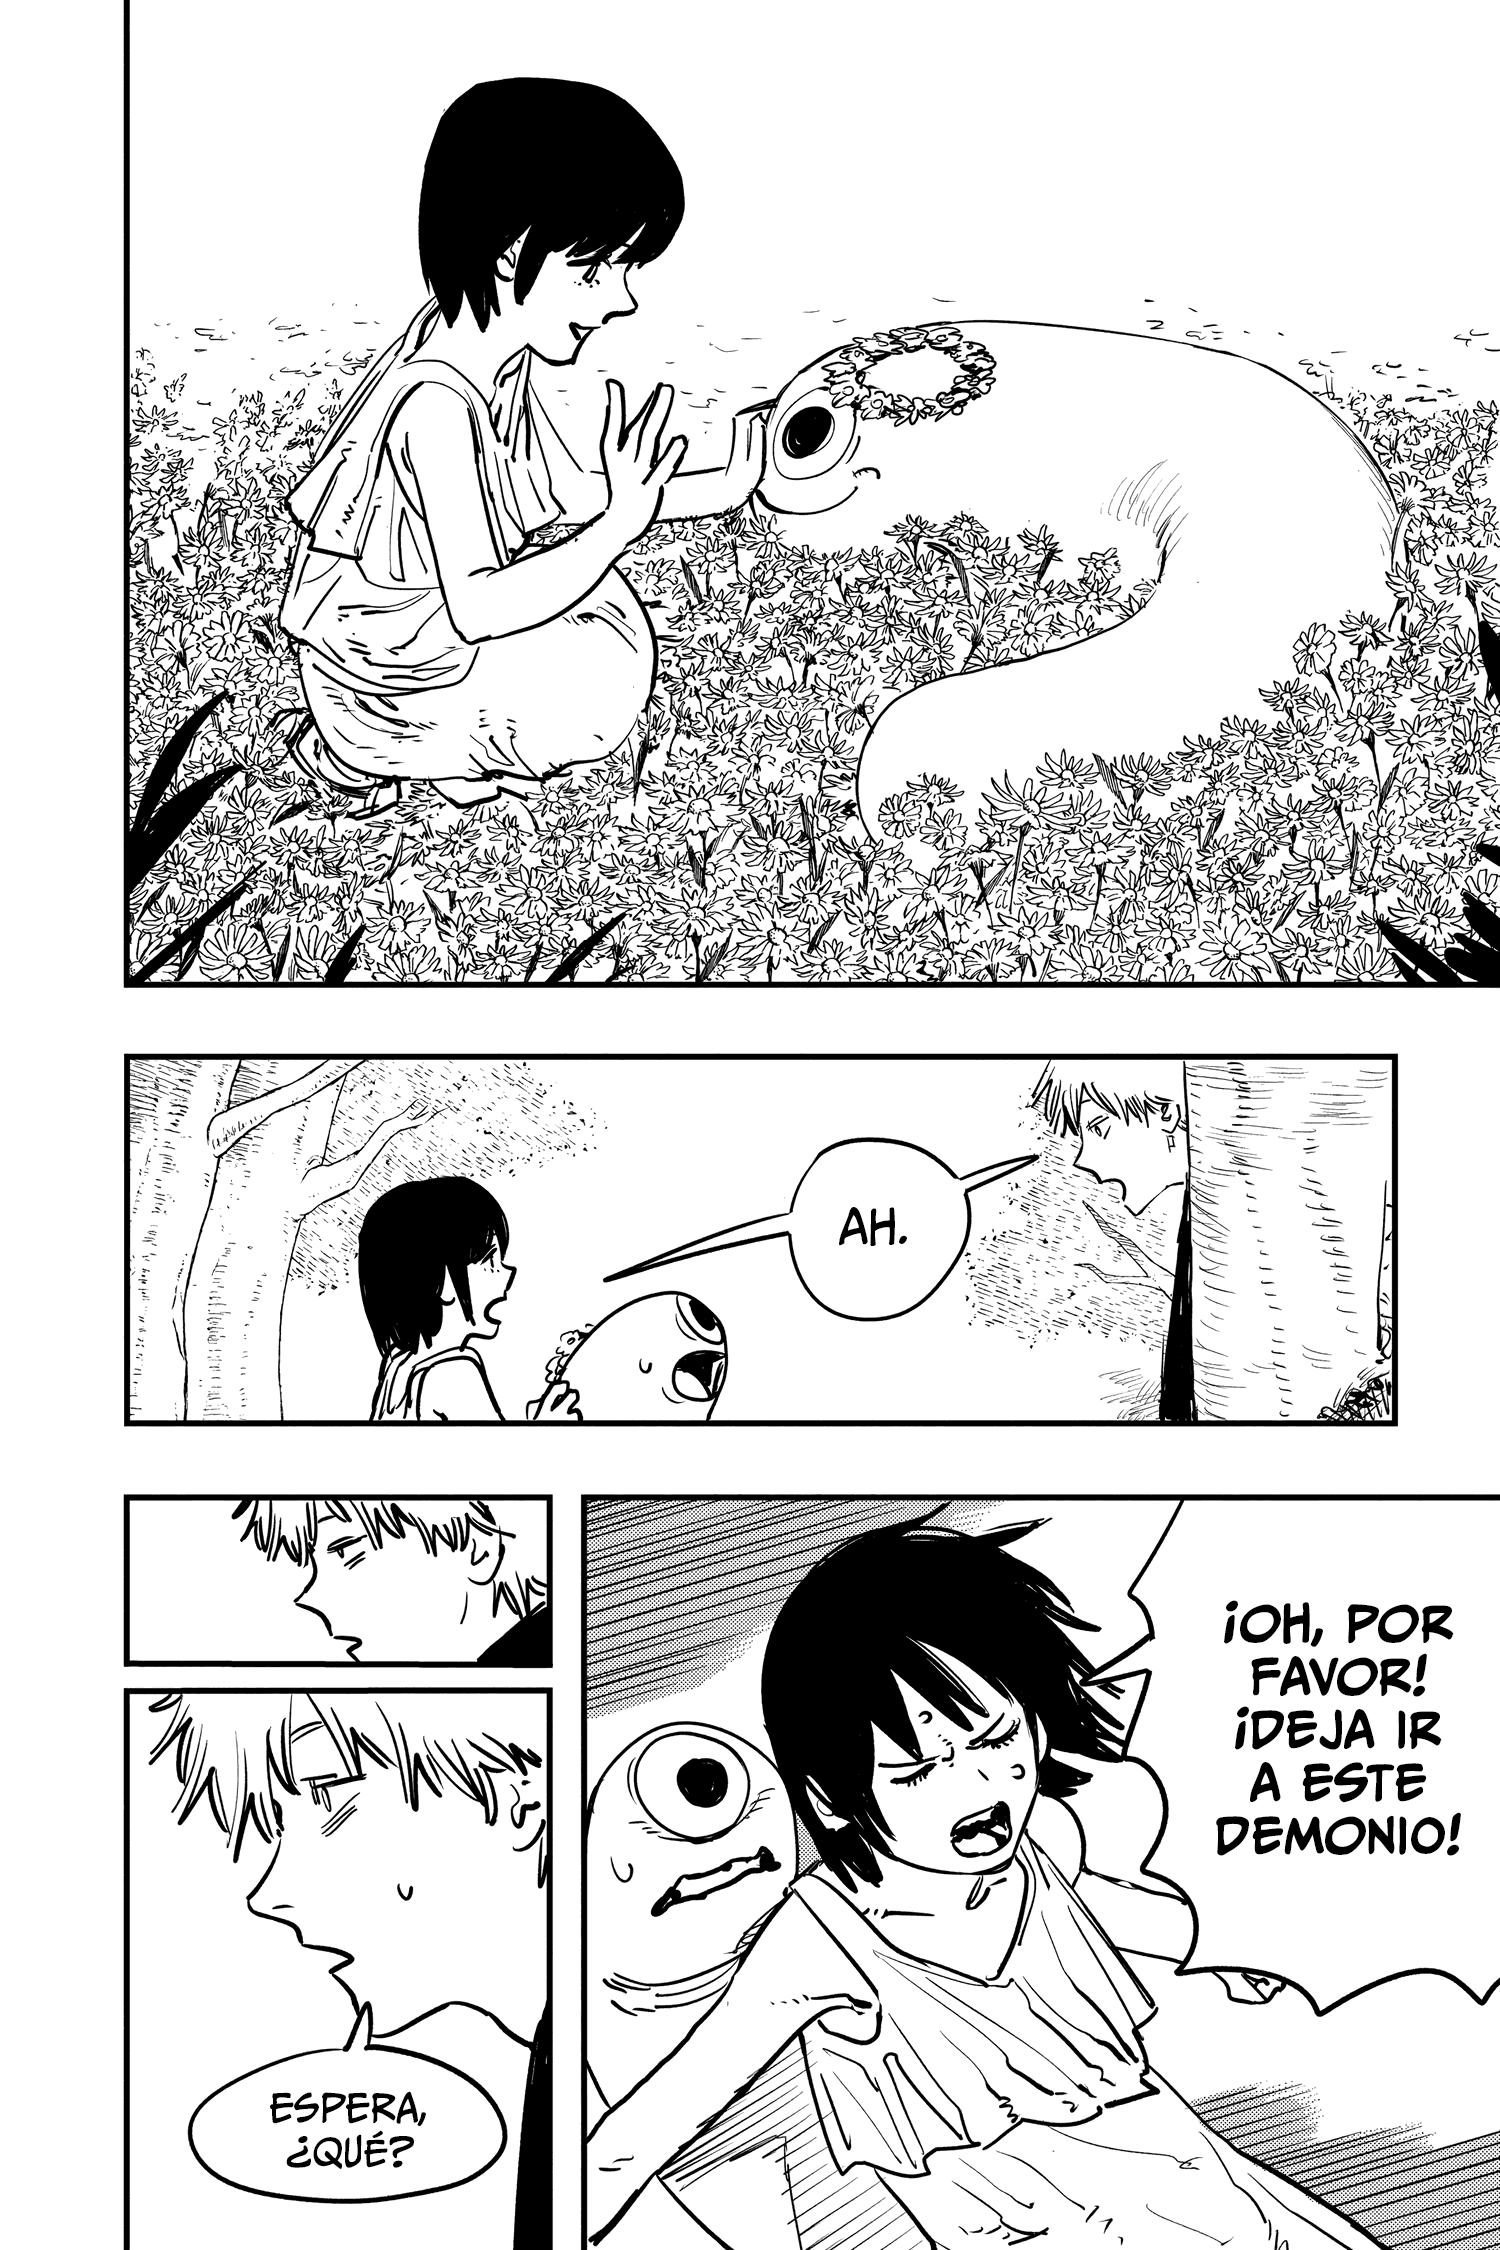 AH.
¡OH, POR
FAVOR!
¡DEJA IR
A ESTE
DEMONIO!
ESPERA,
¿QUÉ?